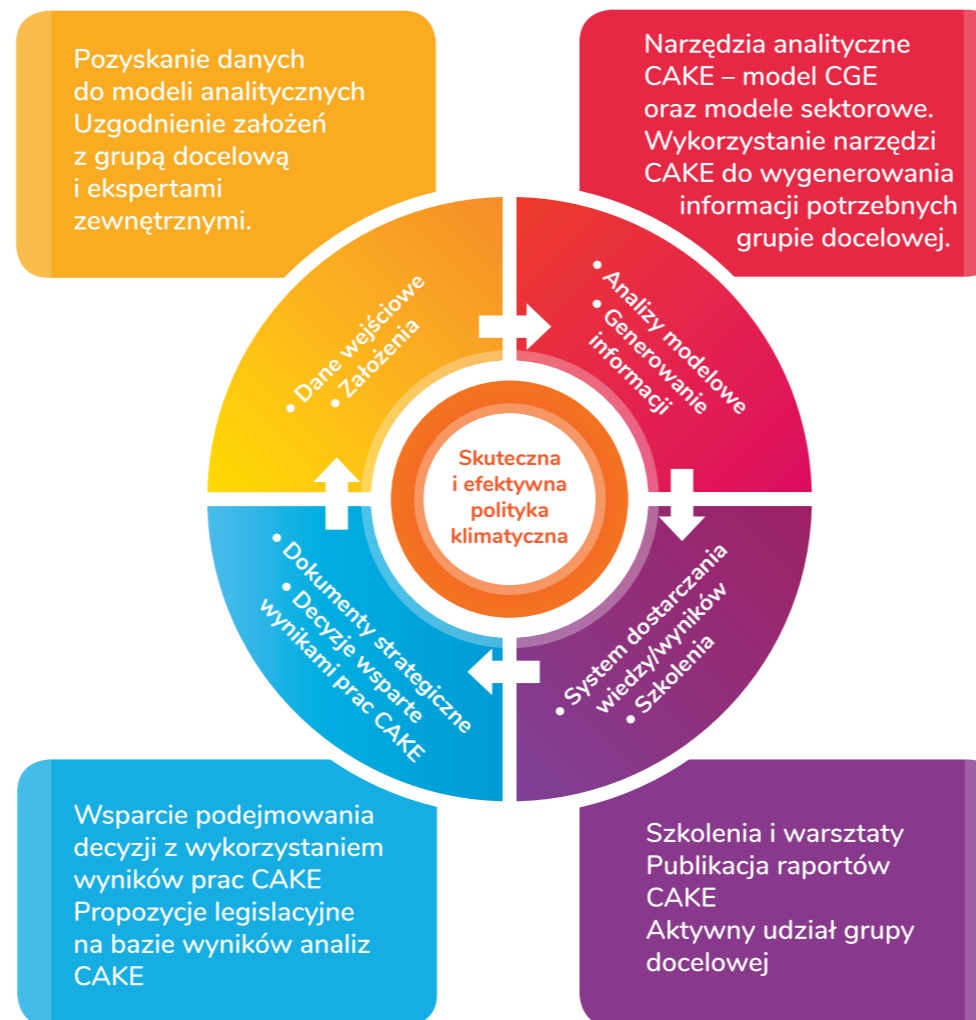 Pozyskanie danych
do modeli analitycznych
Uzgodnienie założeń
z grupą docelową
i ekspertami
zewnętrznymi.
Narzędzia analityczne
CAKE – model CGE
oraz modele sektorowe.
Wykorzystanie narzędzi
CAKE do wygenerowania
informacji potrzebnych
grupie docelowej.
• Dane wejściowe
• Założenia
• Analizy modelowe
• Generowanie
informacji
Skuteczna
i efektywna
polityka
klimatyczna
• Dokumenty strategiczne
• Decyzje wsparte
wynikami prac CAKE
• System dostarczania
wiedzy/wyników
• Szkolenia
Wsparcie podejmowania
decyzji z wykorzystaniem
wyników prac CAKE
Propozycje legislacyjne
na bazie wyników analiz
CAKE
Szkolenia i warsztaty
Publikacja raportów
CAKE
Aktywny udział grupy
docelowej